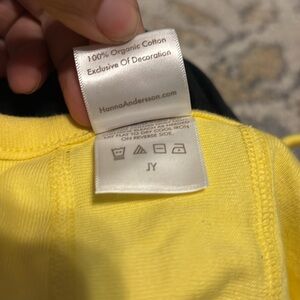 100% Organic Cotton
Exclusive Of Decoration
HannaAndersson.com
LAY FLAT TO DRY COOL IRON
ON REVERSE SIDE.
JY